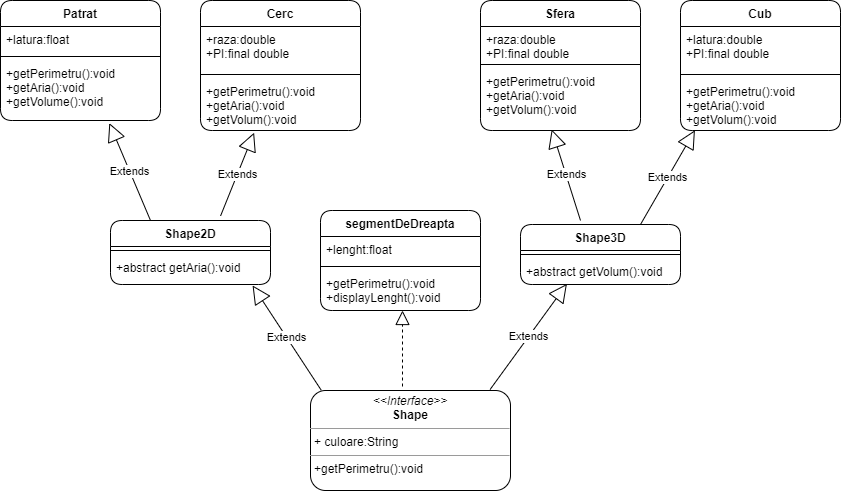 Patrat
+latura:float
+getPerimetru():void
+getAria():void
+getVolume():void
Cerc
+raza:double
+PI:final double
+getPerimetru():void
+getAria():void
+getVolum():void
Sfera
+raza:double
+PI:final double
+getPerimetru():void
+getAria():void
+getVolum():void
Cub
+latura:double
+PI:final double
+getPerimetru():void
+getAria():void
+getVolum():void
Extends
Extends
Extends
Extends
Shape2D
+abstract getAria():void
segmentDeDreapta
+lenght:float
+getPerimetru():void
+displayLenght():void
Shape3D
+abstract getVolum():void
Extends
Extends
<<Interface>>
Shape
+ culoare:String
+getPerimetru():void